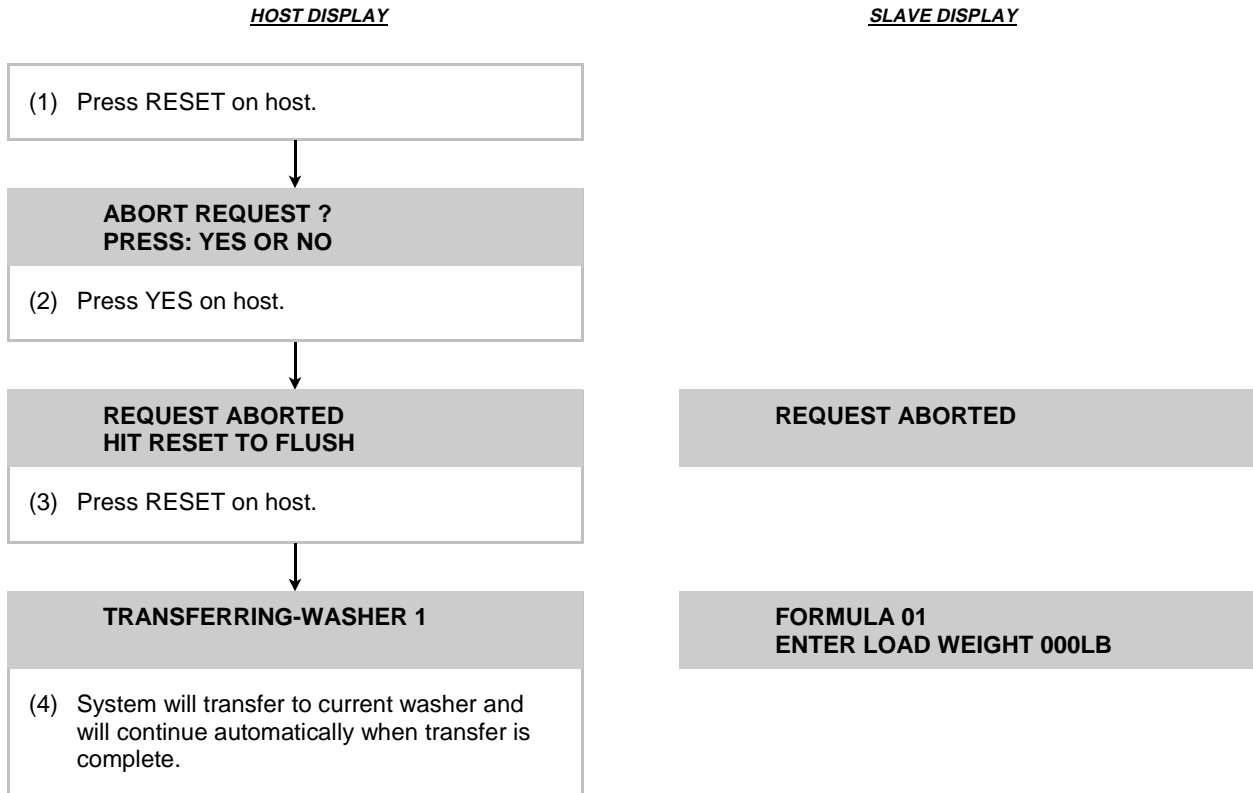 HOST DISPLAY
SLAVE DISPLAY
(1) Press RESET on host.
ABORT REQUEST ?
PRESS: YES OR NO
(2) Press YES on host.
REQUEST ABORTED
HIT RESET TO FLUSH
REQUEST ABORTED
(3) Press RESET on host.
TRANSFERRING-WASHER 1
FORMULA 01
ENTER LOAD WEIGHT 000LB
(4) System will transfer to current washer and
will continue automatically when transfer is
complete.